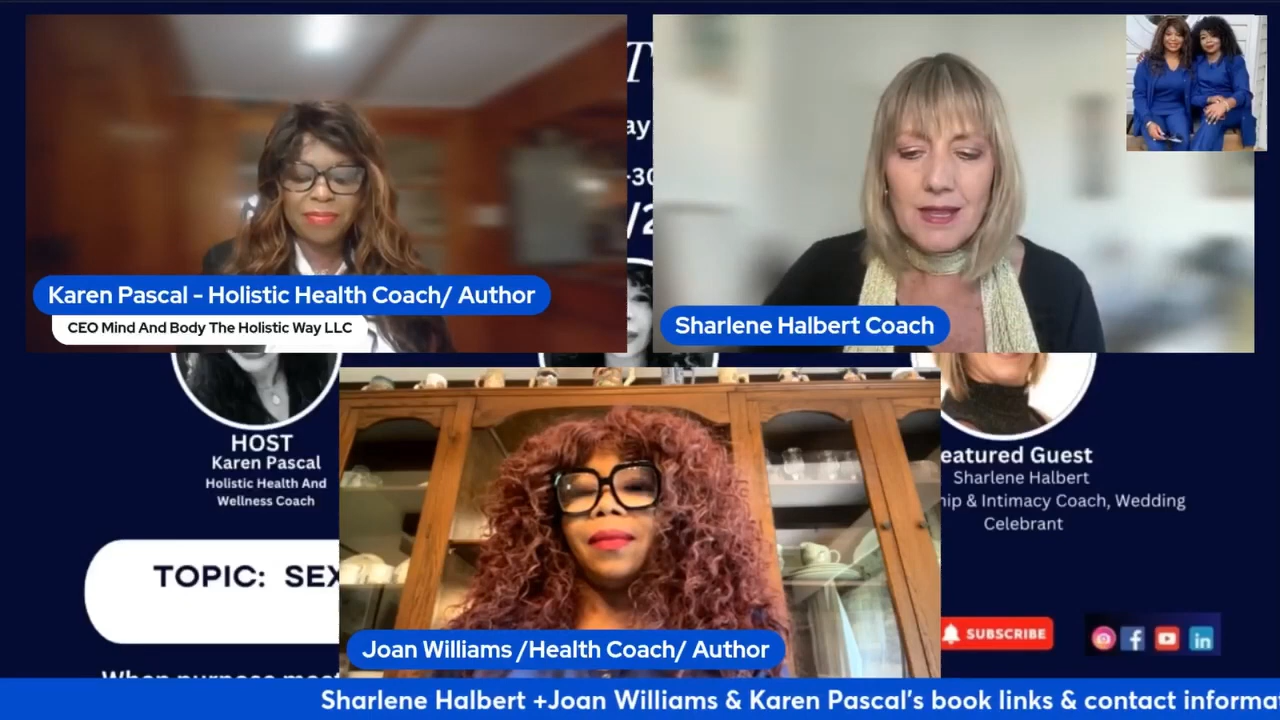 Karen Pascal - Holistic Health Coach/ Author
CEO Mind And Body The Holistic Way LLC
Sharlene Halbert Coach
HOST
Karen Pascal
Holistic Health And
Wellness Coach
eatured Guest
Sharlene Halbert
hip & Intimacy Coach, Wedding
Celebrant
TOPIC: SEX
SUBSCRIBE
Joan Williams /Health Coach/ Author
Sharlene Halbert +Joan Williams & Karen Pascal's book links & contact informa